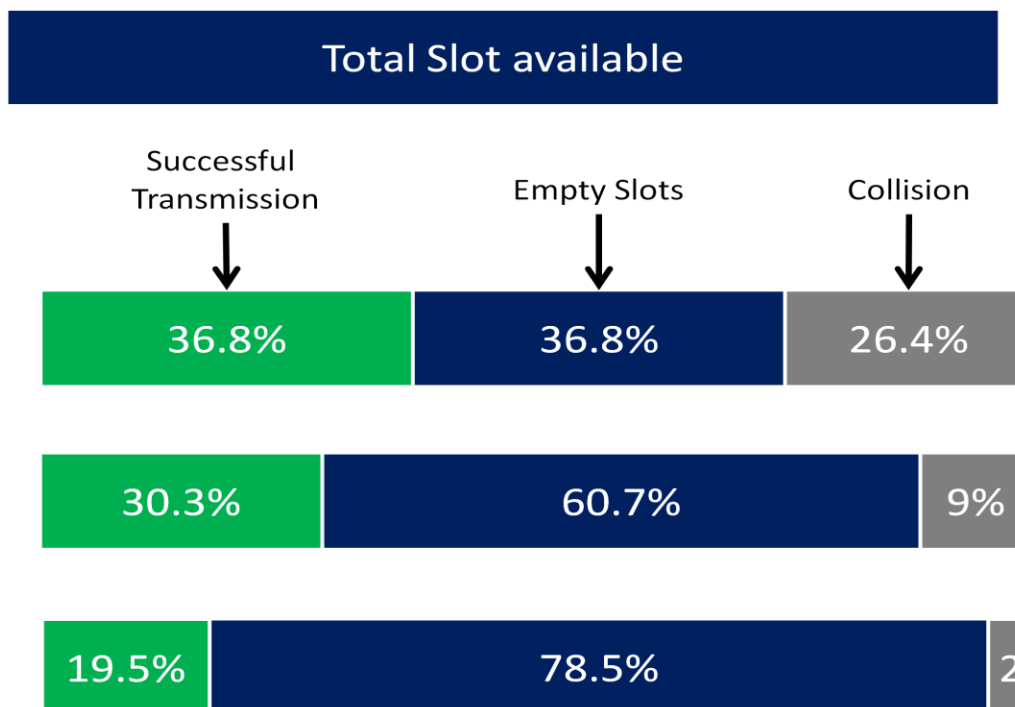 Total Slot available
Successful
Transmission
Empty Slots
Collision
36.8% 36.8% 26.4%
30.3% 60.7% 9%
19.5% 78.5% 2